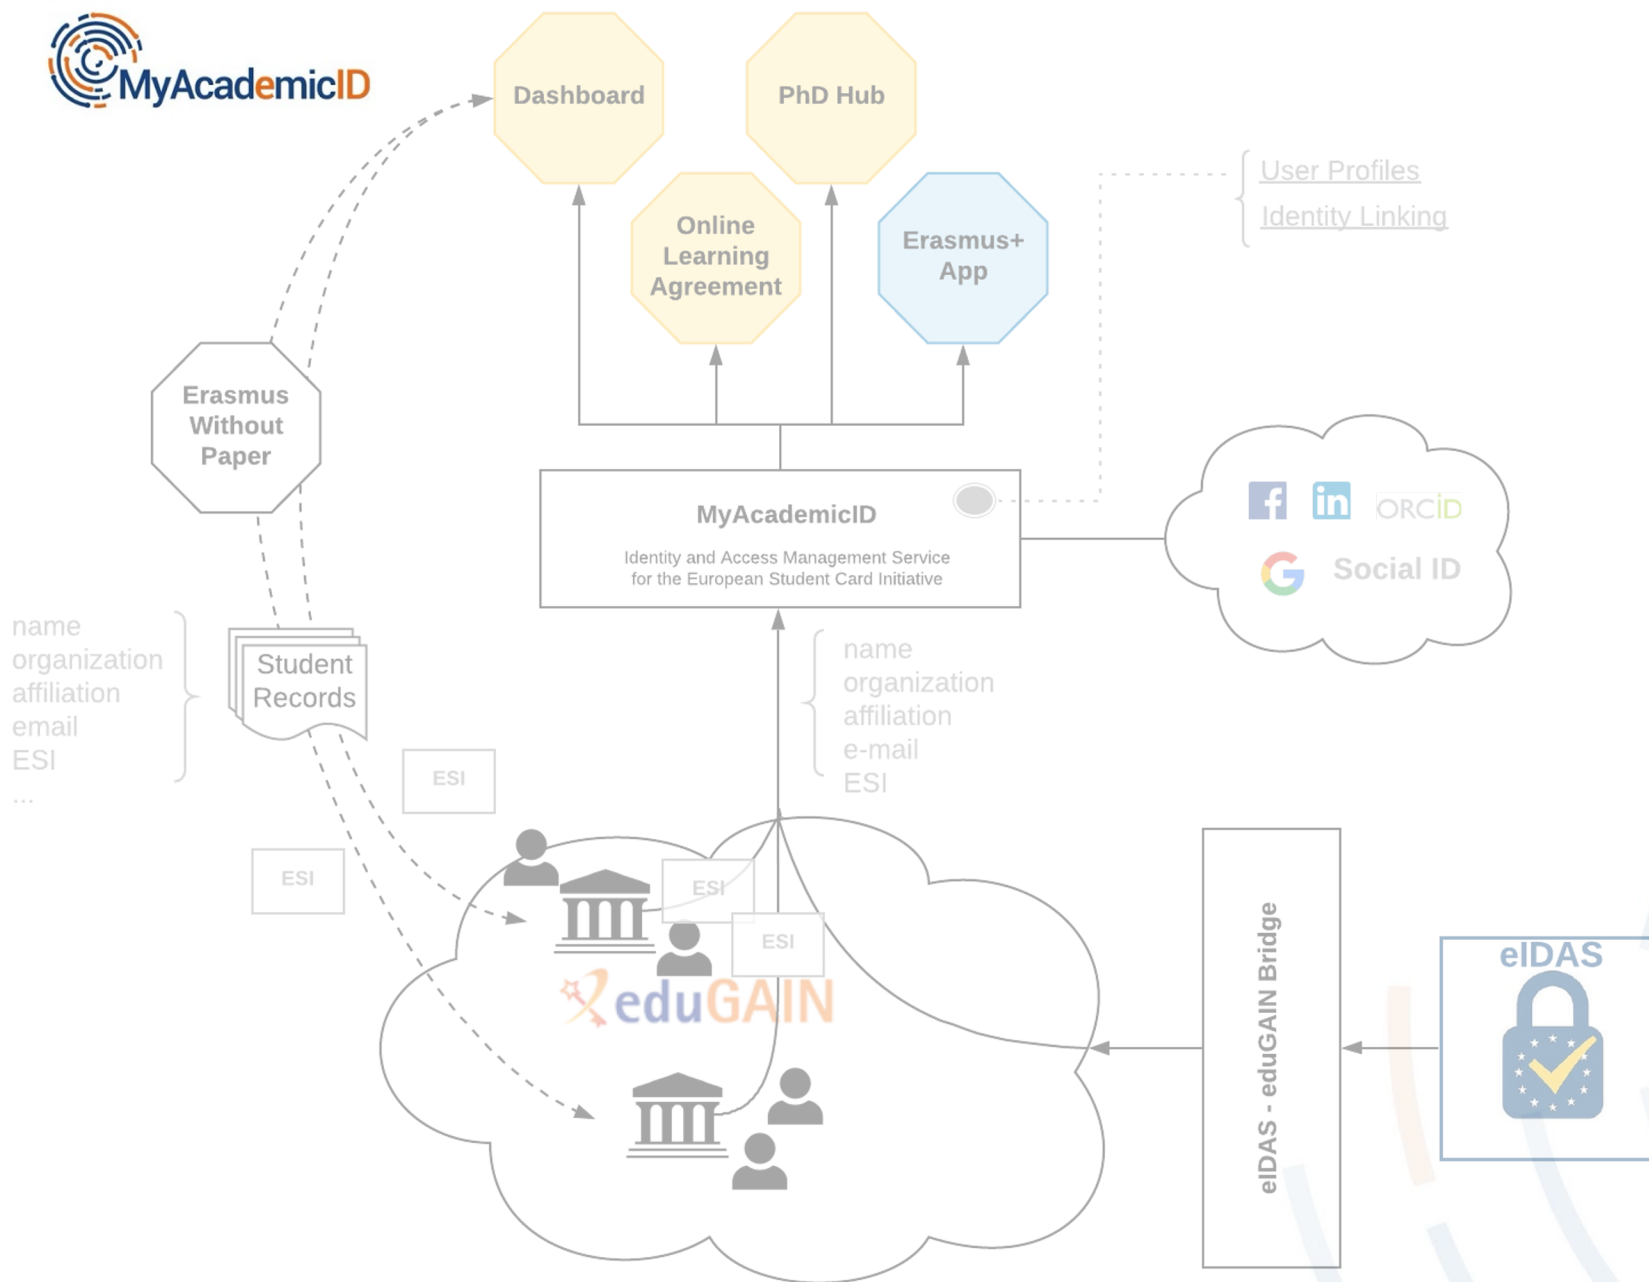 MyAcademicID
Dashboard
PhD Hub
User Profiles
Identity Linking
Online
Learning
Agreement
Erasmus+
App
Erasmus
Without
Paper
MyAcademicID
Identity and Access Management Service
for the European Student Card Initiative
in
ORCiD
Social ID
name
organization
affiliation
email
ESI
...
Student
Records
name
organization
affiliation
e-mail
ESI
ESI
ESI
ESI
ESI
eduGAIN
eIDAS - eduGAIN Bridge
eIDAS